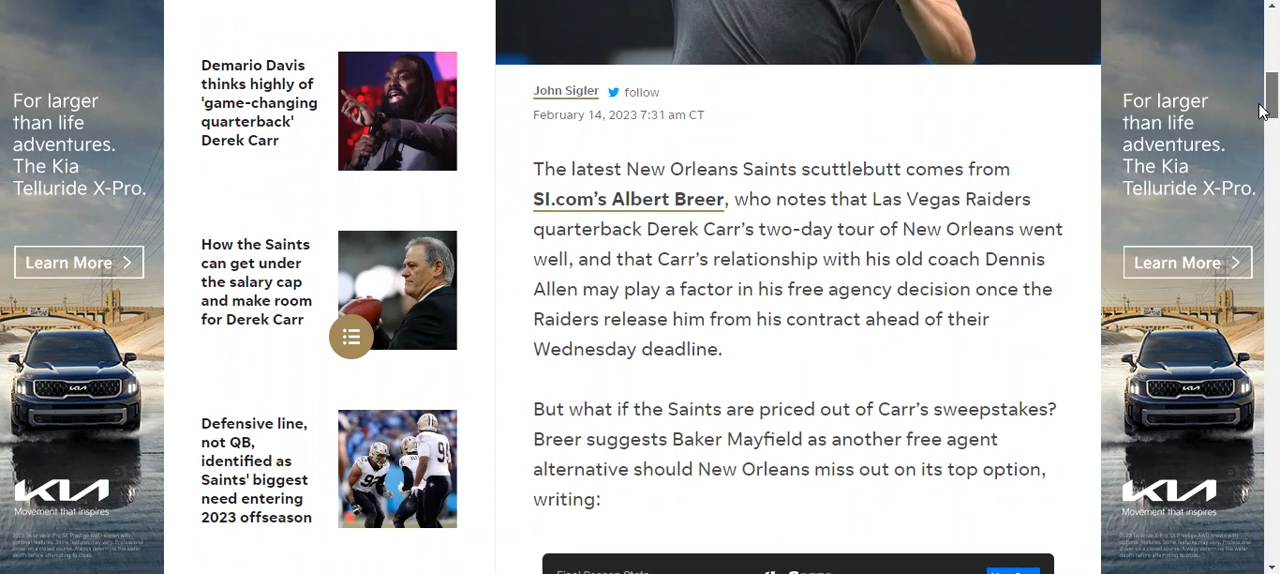 For larger
than life
adventures.
The Kia
Telluride X-Pro.
Learn More
KIA
Movement that inspires
Demario Davis
thinks highly of
'game-changing
quarterback'
Derek Carr
How the Saints
can get under
the salary cap
and make room
for Derek Carr
Defensive line,
not QB,
identified as
Saints' biggest
need entering
2023 offseason
John Sigler follow
February 14, 2023 7:31 am CT
The latest New Orleans Saints scuttlebutt comes from
SI.com’s Albert Breer, who notes that Las Vegas Raiders
quarterback Derek Carr’s two-day tour of New Orleans went
well, and that Carr’s relationship with his old coach Dennis
Allen may play a factor in his free agency decision once the
Raiders release him from his contract ahead of their
Wednesday deadline.
But what if the Saints are priced out of Carr’s sweepstakes?
Breer suggests Baker Mayfield as another free agent
alternative should New Orleans miss out on its top option,
writing:
For larger
than life
adventures.
The Kia
Telluride X-Pro.
Learn More
KIA
Movement that inspires